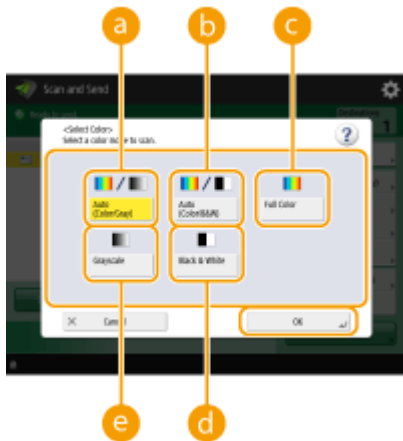 a
b
c
Scan and Send
<Select Color>
Select a color mode to scan.
?
1
Auto
(Color/Gray)
Auto
(Color/B&W)
Full Color
Grayscale
Black & White
Cancel
OK
e
d